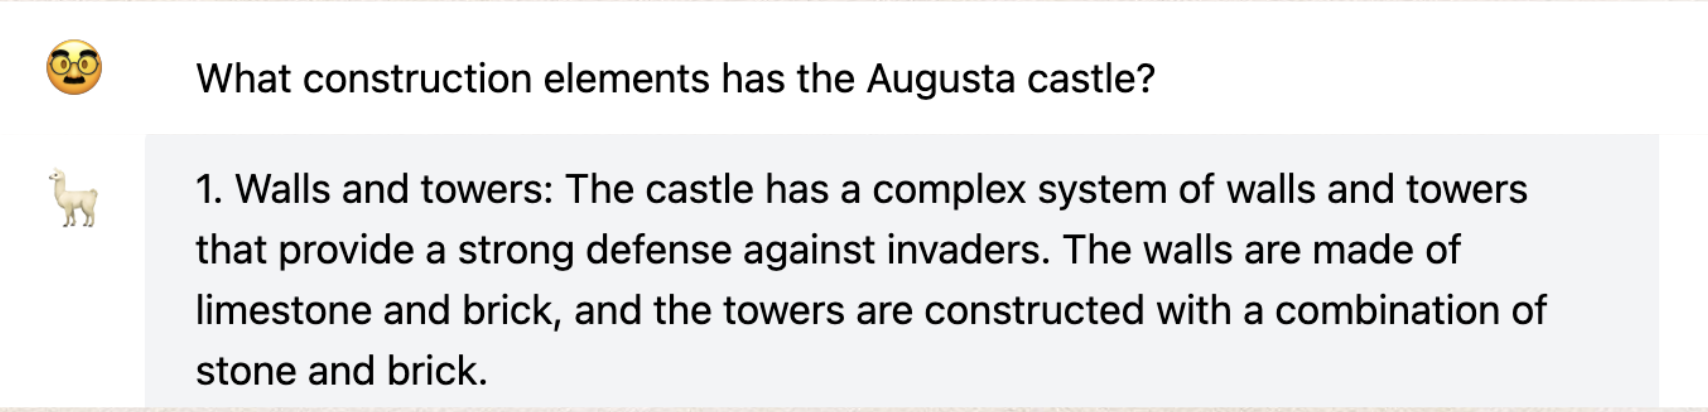 What construction elements has the Augusta castle?
1. Walls and towers: The castle has a complex system of walls and towers
that provide a strong defense against invaders. The walls are made of
limestone and brick, and the towers are constructed with a combination of
stone and brick.